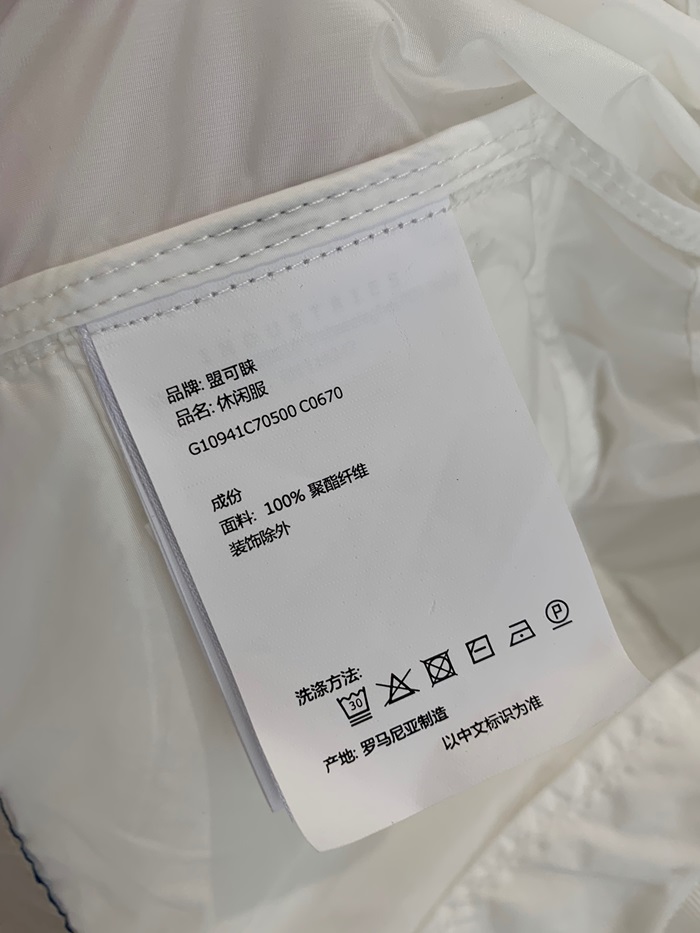 品牌: 盟可睐
品名: 休闲服
G10941C70500 C0670
成份
面料: 100% 聚酯纤维
装饰除外
洗涤方法:
30
P
产地: 罗马尼亚制造
以中文标识为准